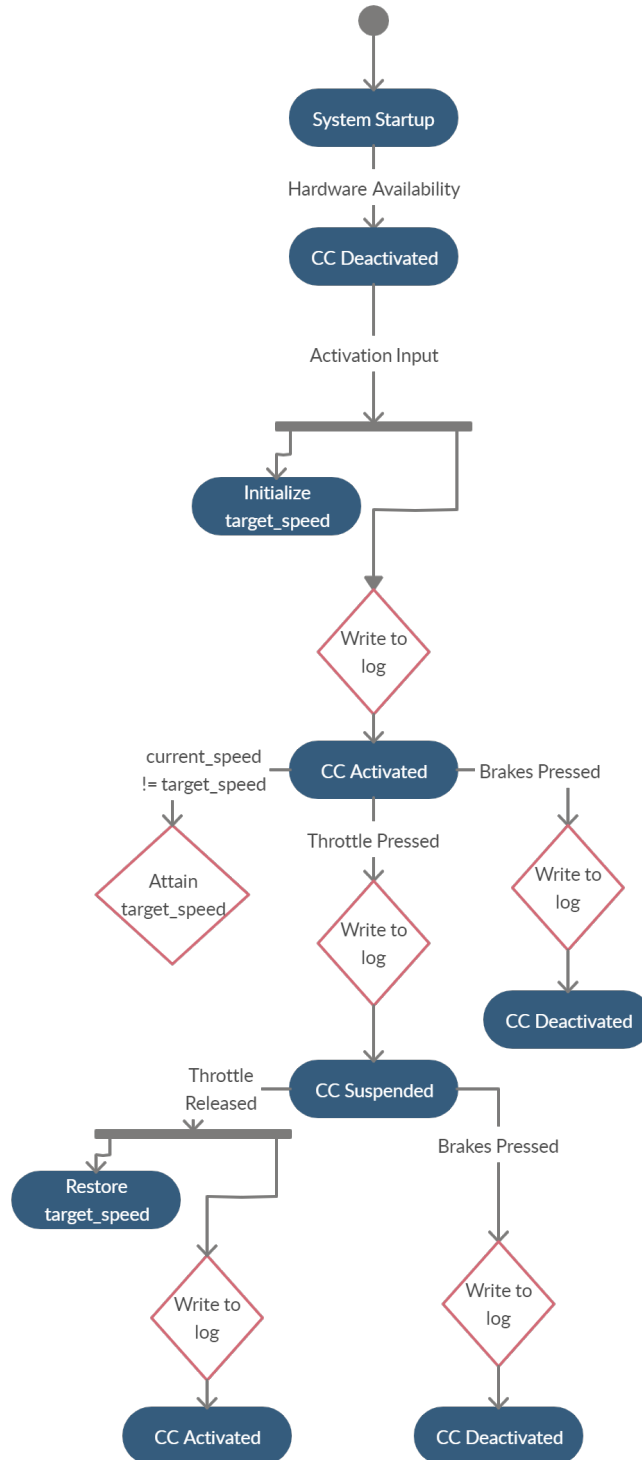 System Startup
Hardware Availability
CC Deactivated
Activation Input
Initialize
target_speed
Write to
log
current_speed
!= target_speed
CC Activated
Brakes Pressed
Throttle Pressed
Attain
target_speed
Write to
log
Write to
log
CC Deactivated
CC Suspended
Throttle
Released
Brakes Pressed
Restore
target_speed
Write to
log
Write to
log
CC Activated
CC Deactivated